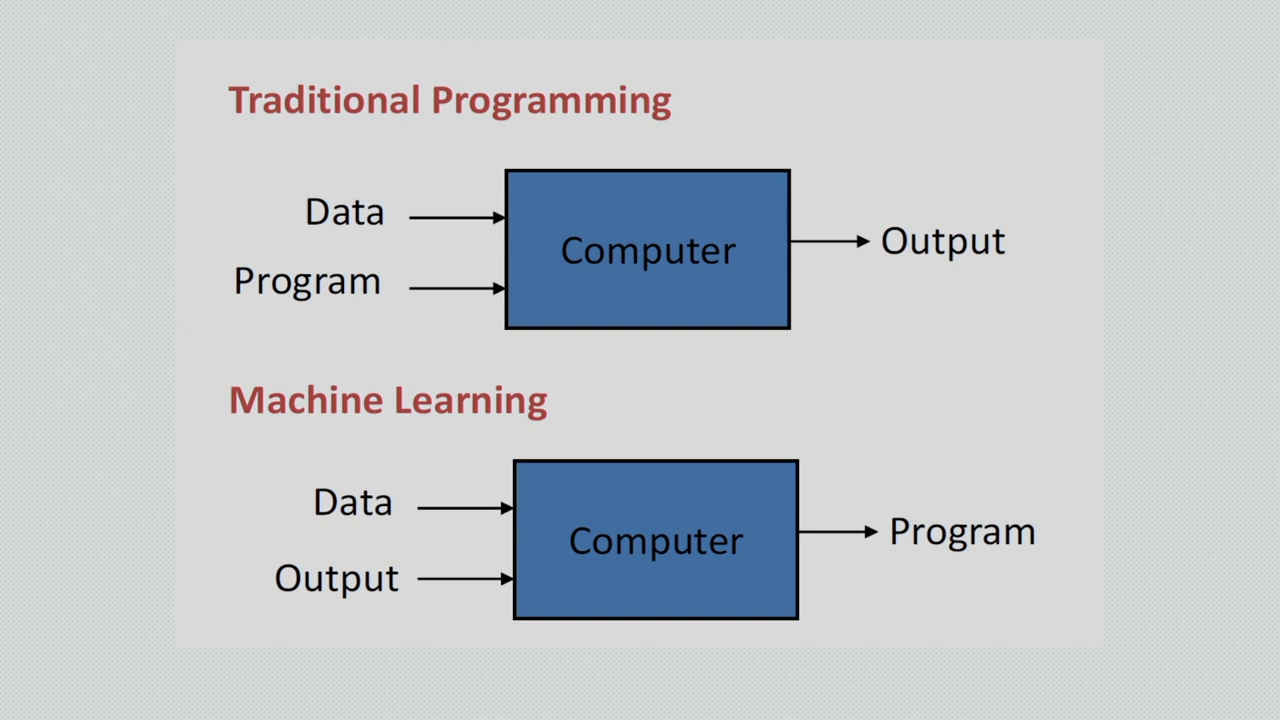 Traditional Programming
Data
Program
Computer
Output
Machine Learning
Data
Output
Computer
Program